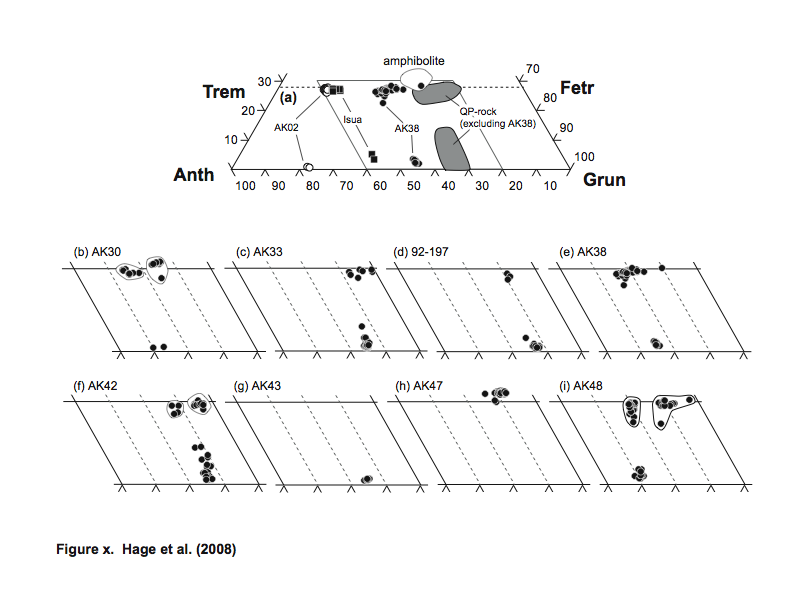 amphibolite
70
30
Trem
Fetr
(a)
80
20
QP-rock
(excluding AK38)
Isua
AK02
AK38
90
10
100
Anth
Grun
100 90 80 70 60 50 40 30 20 10
(b) AK30
(c) AK33
(d) 92-197
(e) AK38
(f) AK42
(g) AK43
(h) AK47
(i) AK48
Figure x. Hage et al. (2008)